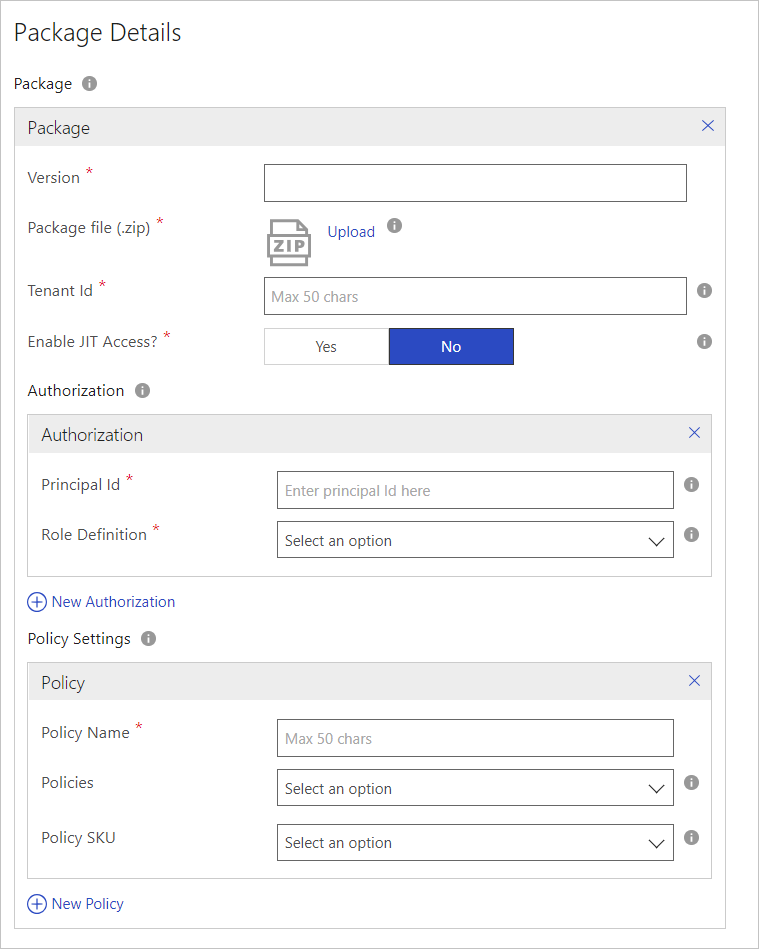 Package Details
Package
Package
Version *
Package file (.zip) *
ZIP
Upload
Tenant Id *
Max 50 chars
Enable JIT Access? *
Yes
No
Authorization
Authorization
Principal Id *
Enter principal Id here
Role Definition *
Select an option
New Authorization
Policy Settings
Policy
Policy Name *
Max 50 chars
Policies
Select an option
Policy SKU
Select an option
New Policy